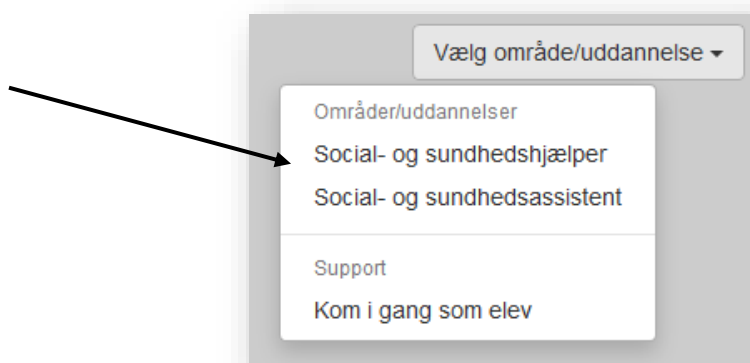 Vælg område/uddannelse
Områder/uddannelser
Social- og sundhedshjælper
Social- og sundhedsassistent
Support
Kom i gang som elev